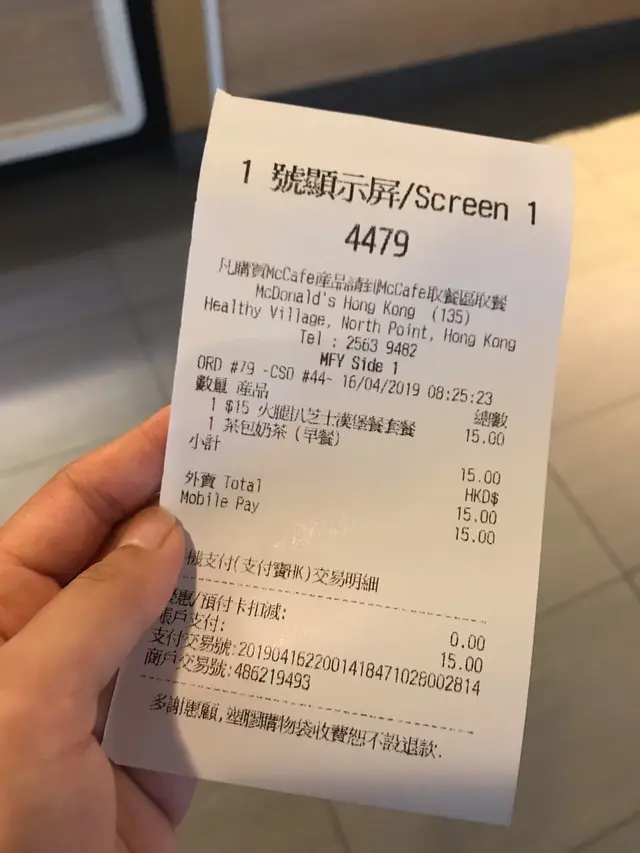 1 號顯示屏/Screen 1
4479
凡購買McCafe產品請到McCafe取餐區取餐
McDonald's Hong Kong (135)
Healthy Village, North Point, Hong Kong
Tel : 2563 9482
MFY Side 1
ORD #79 -CSO #44- 16/04/2019 08:25:23
數量 產品 總數
1 $15 火腿扒芝士漢堡餐套餐 15.00
1 茶包奶茶 (早餐)
小計 15.00
HKD$
外賣 Total 15.00
Mobile Pay 15.00
機支付(支付寶HK)交易明細
優惠/預付卡扣減: 0.00
賬戶支付: 15.00
支付交易號:2019041622001418471028002814
商戶交易號:486219493
多謝惠顧,塑膠購物袋收費恕不設退款.